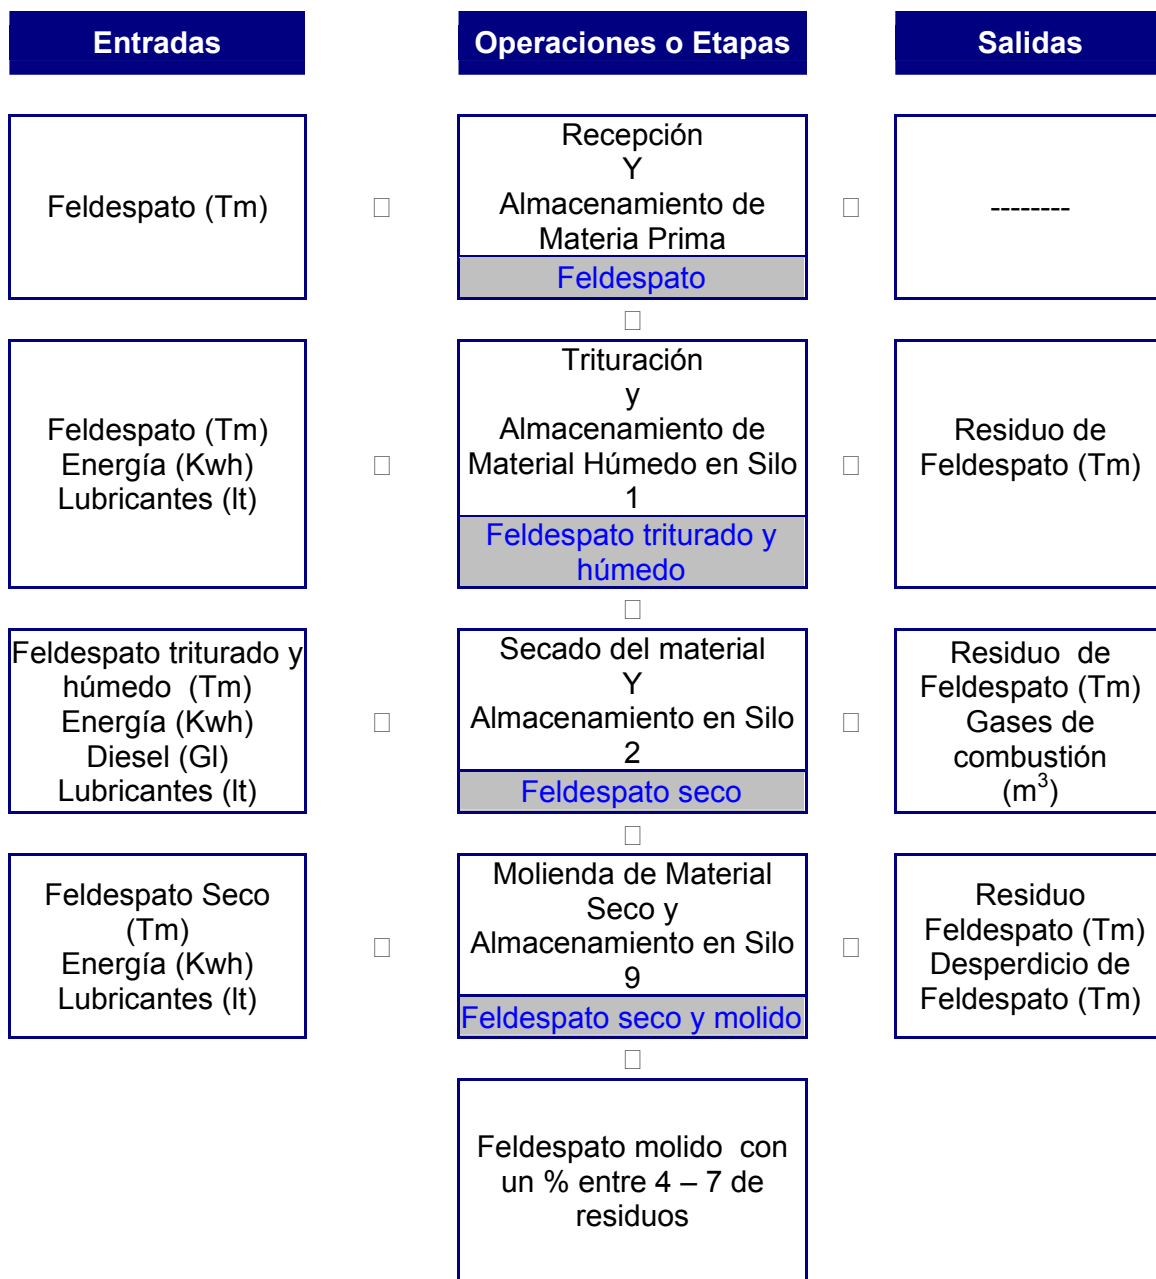 Entradas
Operaciones o Etapas
Salidas
Feldespato (Tm)
Recepción
Y
Almacenamiento de
Materia Prima
Feldespato
--------
Feldespato (Tm)
Energía (Kwh)
Lubricantes (lt)
Trituración
y
Almacenamiento de
Material Húmedo en Silo
1
Feldespato triturado y
húmedo
Residuo de
Feldespato (Tm)
Feldespato triturado y
húmedo (Tm)
Energía (Kwh)
Diesel (Gl)
Lubricantes (lt)
Secado del material
Y
Almacenamiento en Silo
2
Feldespato seco
Residuo de
Feldespato (Tm)
Gases de
combustión
(m³)
Feldespato Seco
(Tm)
Energía (Kwh)
Lubricantes (lt)
Molienda de Material
Seco y
Almacenamiento en Silo
9
Feldespato seco y molido
Residuo
Feldespato (Tm)
Desperdicio de
Feldespato (Tm)
Feldespato molido con
un % entre 4 – 7 de
residuos